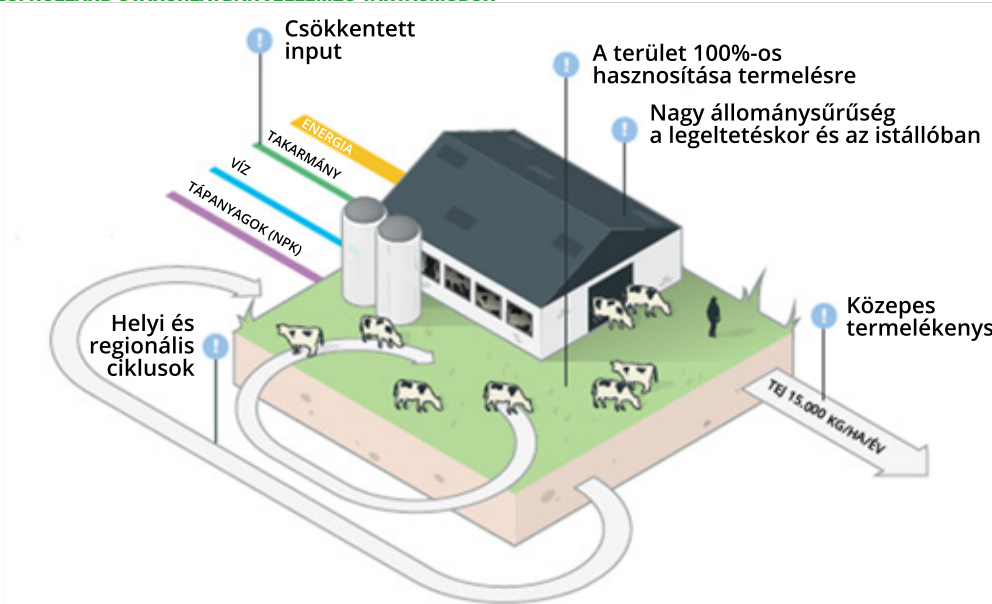 Csökkentett
input
A terület 100%-os
hasznosítása termelésre
Nagy állománysűrűség
a legeltetéskor és az istállóban
ENERGIA
TAKARMÁNY
VÍZ
TÁPANYAGOK (NPK)
Helyi és
regionális
ciklusok
Közepes
termelékenys
TEJ 15.000 KG/HA/ÉV